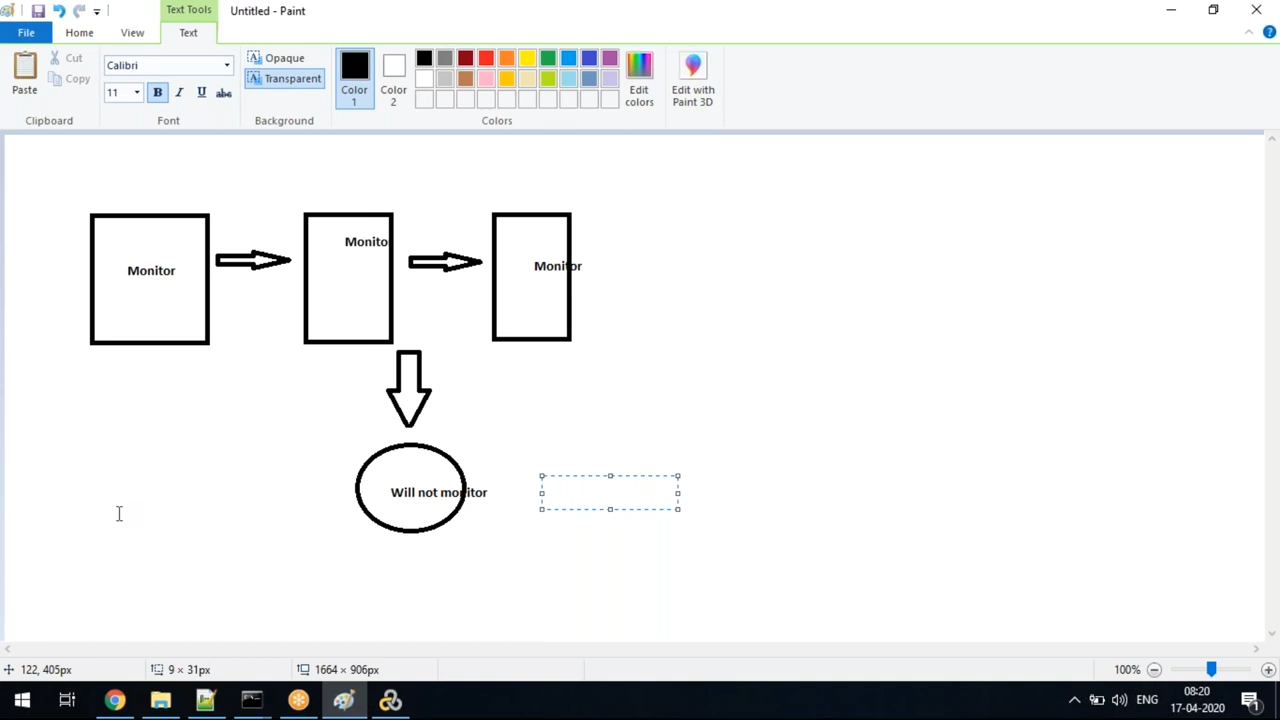 Text Tools
Untitled - Paint
File
Home
View
Text
Paste
Cut
Copy
Clipboard
Calibri
11
B I U abc
Font
Opaque
Transparent
Background
Color 1
Color 2
Edit colors
Colors
Edit with Paint 3D
Monitor
Monito
Monitor
Will not monitor
122, 405px
9 × 31px
1664 × 906px
100%
ENG
08:20
17-04-2020
1